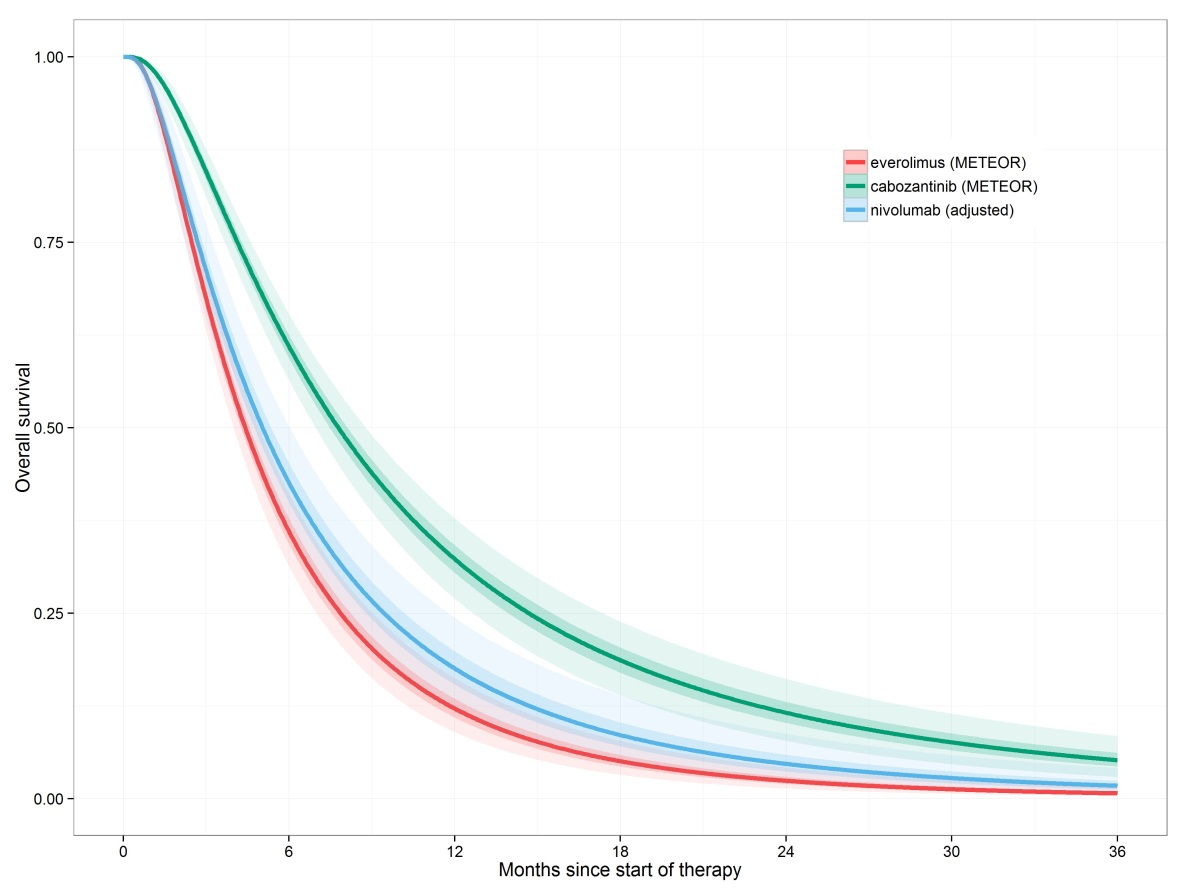 1.00
0.75
0.50
0.25
0.00
Overall survival
everolimus (METEOR)
cabozantinib (METEOR)
nivolumab (adjusted)
0 6 12 18 24 30 36
Months since start of therapy